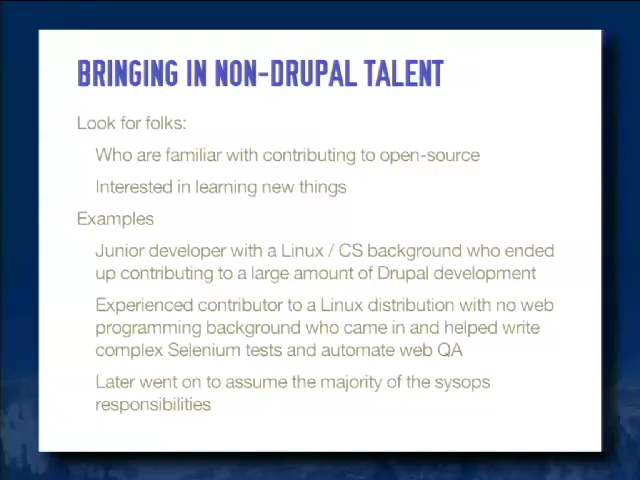 BRINGING IN NON-DRUPAL TALENT
Look for folks:
Who are familiar with contributing to open-source
Interested in learning new things
Examples
Junior developer with a Linux / CS background who ended
up contributing to a large amount of Drupal development
Experienced contributor to a Linux distribution with no web
programming background who came in and helped write
complex Selenium tests and automate web QA
Later went on to assume the majority of the sysops
responsibilities